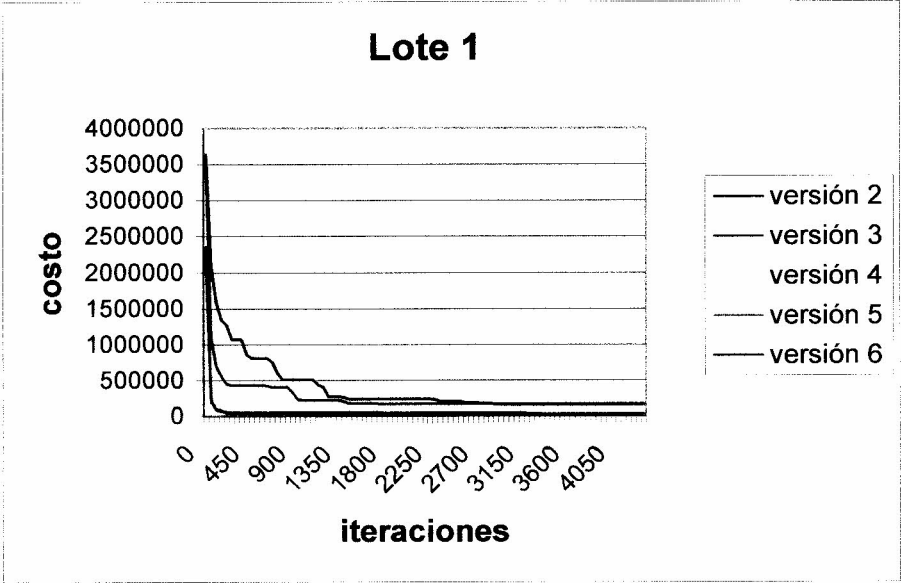 Lote 1
4000000
3500000
3000000
2500000
2000000
1500000
1000000
500000
0
costo
0
450
900
1350
1800
2250
2700
3150
3600
4050
iteraciones
versión 2
versión 3
versión 4
versión 5
versión 6